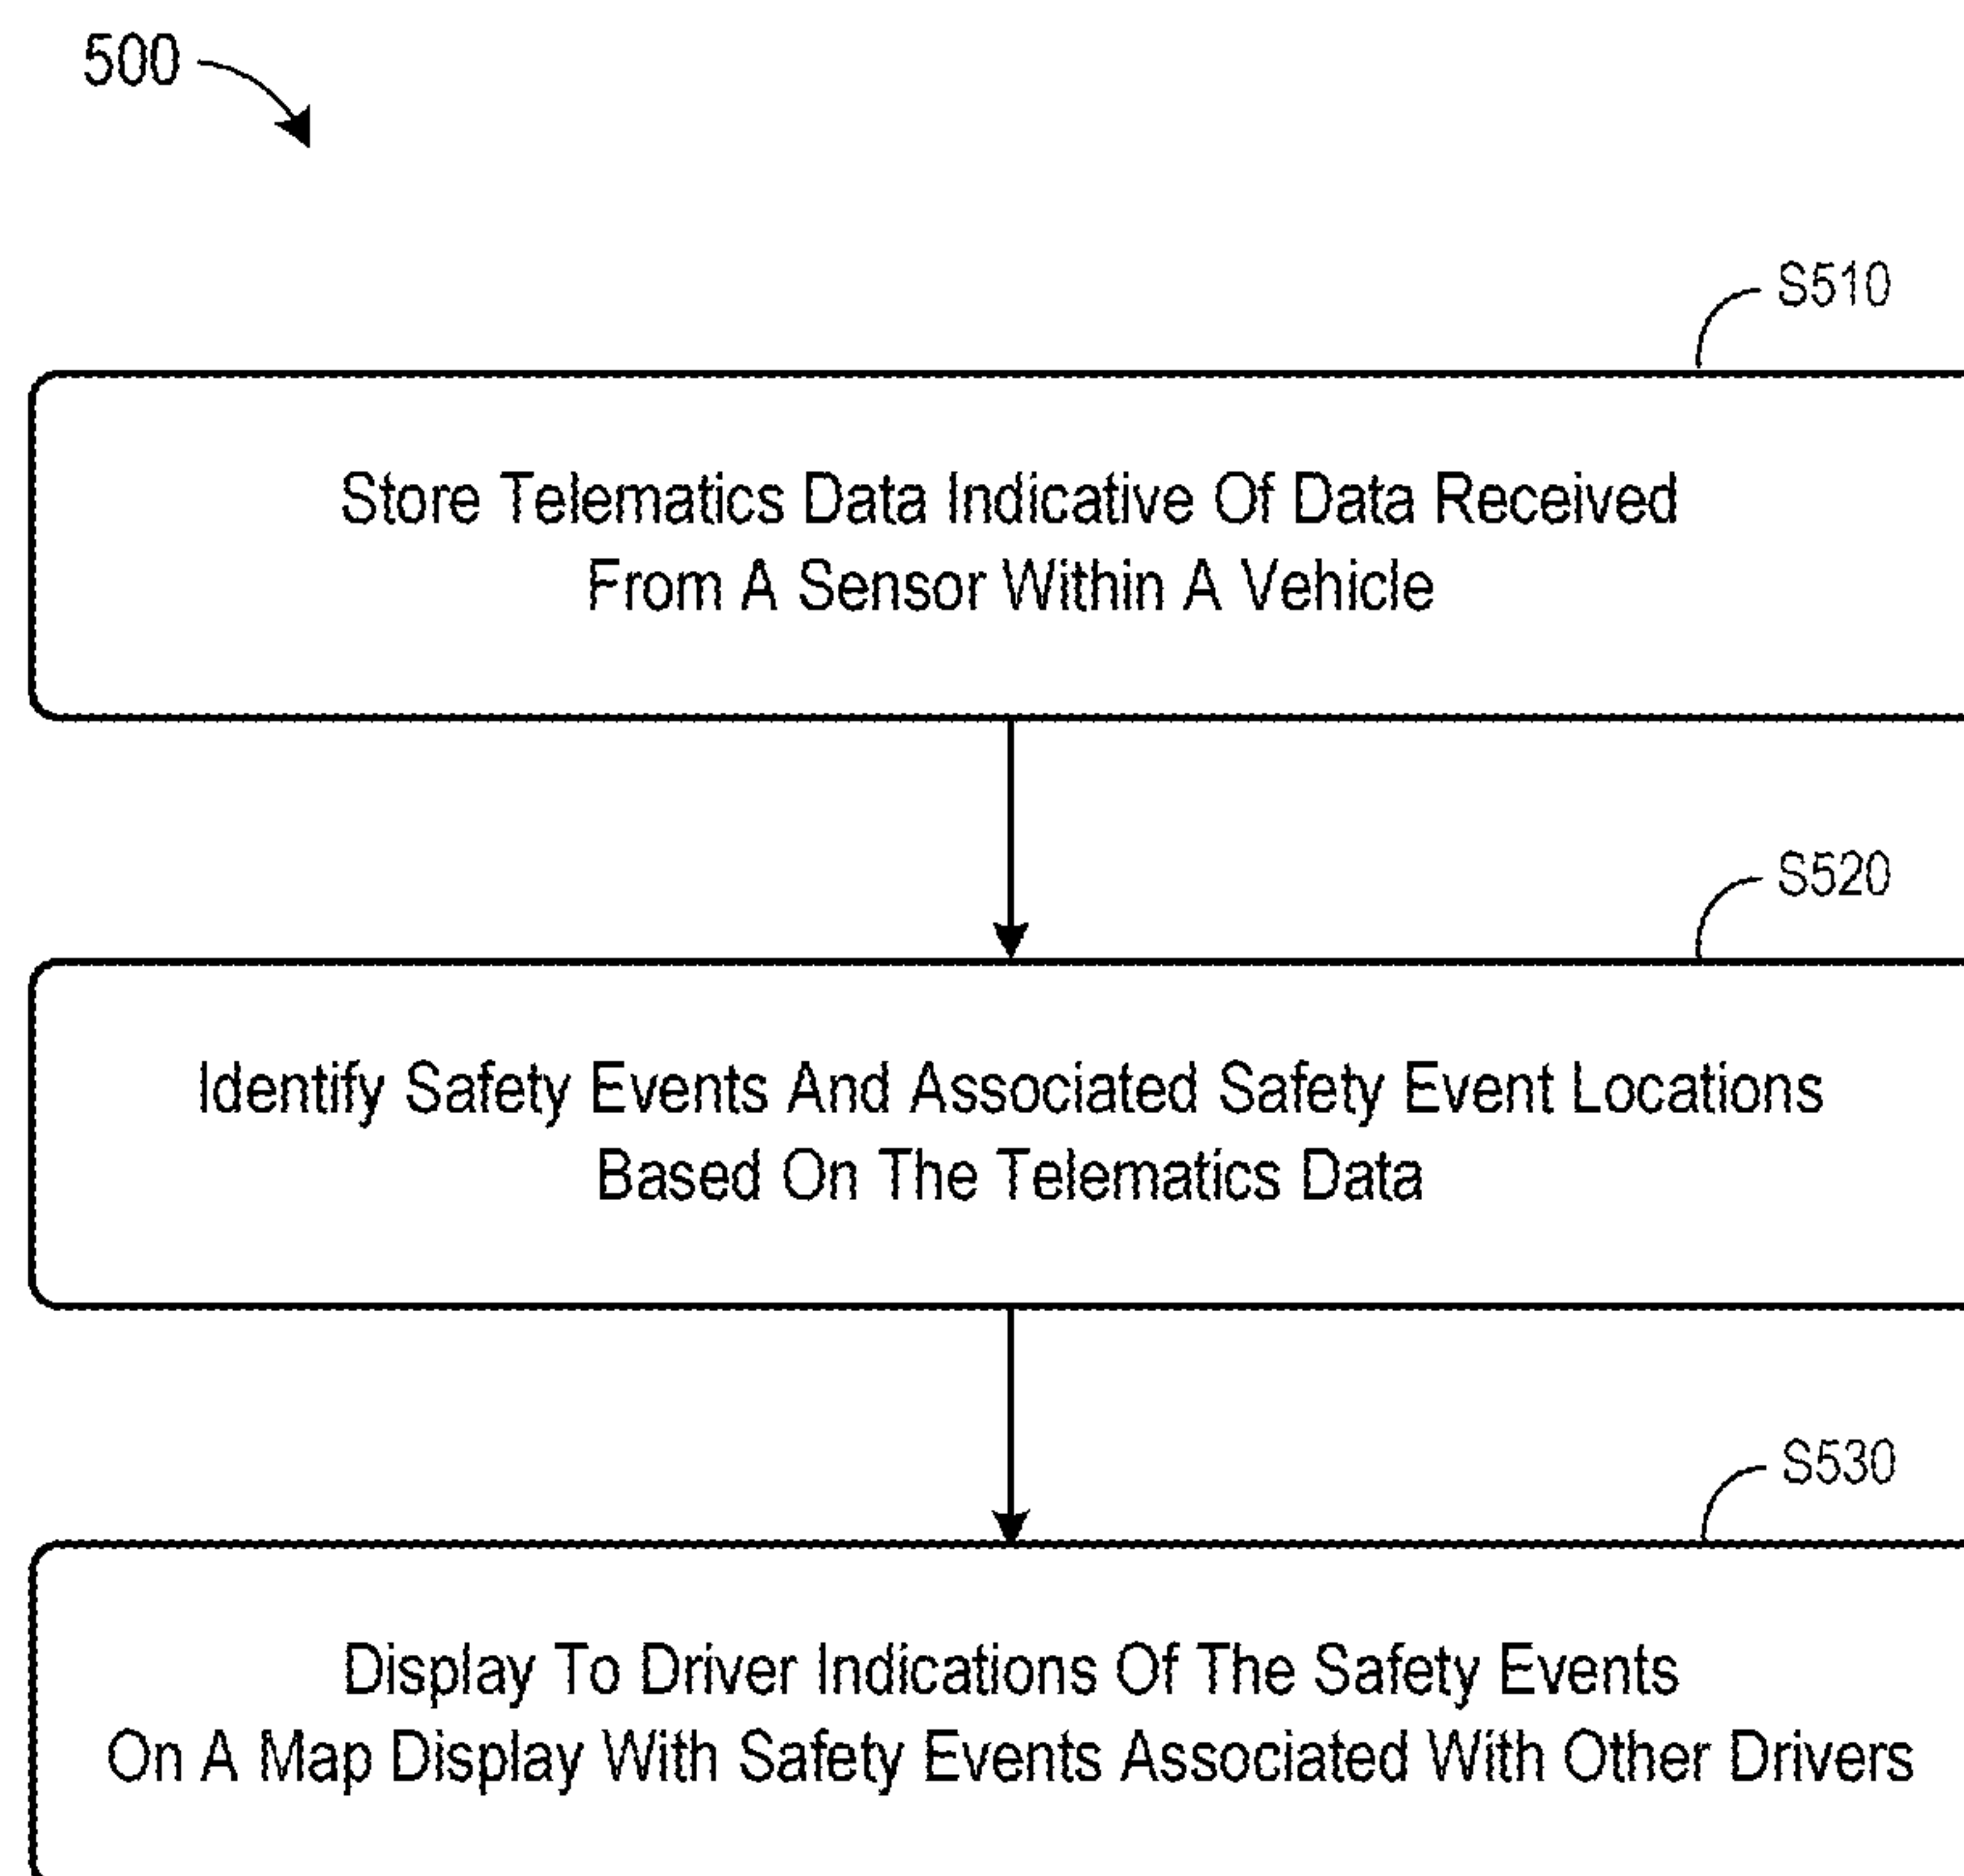 500
S510
Store Telematics Data Indicative Of Data Received
From A Sensor Within A Vehicle
S520
Identify Safety Events And Associated Safety Event Locations
Based On The Telematics Data
S530
Display To Driver Indications Of The Safety Events
On A Map Display With Safety Events Associated With Other Drivers